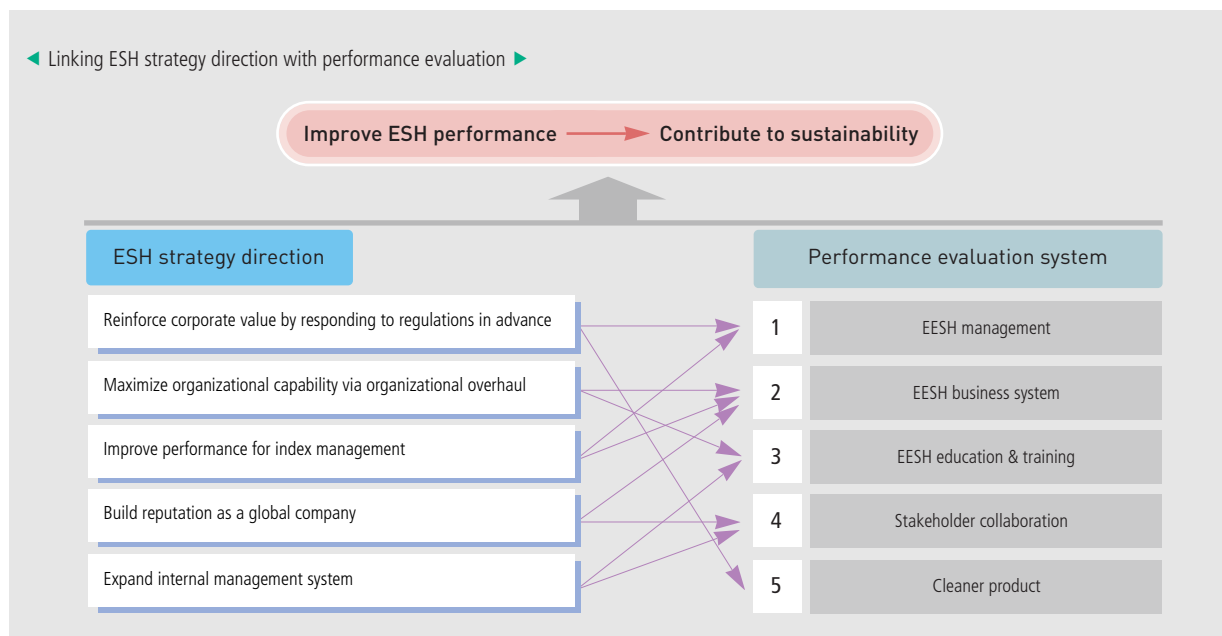 Linking ESH strategy direction with performance evaluation
Improve ESH performance
Contribute to sustainability
ESH strategy direction
Reinforce corporate value by responding to regulations in advance
Maximize organizational capability via organizational overhaul
Improve performance for index management
Build reputation as a global company
Expand internal management system
Performance evaluation system
1 EESH management
2 EESH business system
3 EESH education & training
4 Stakeholder collaboration
5 Cleaner product